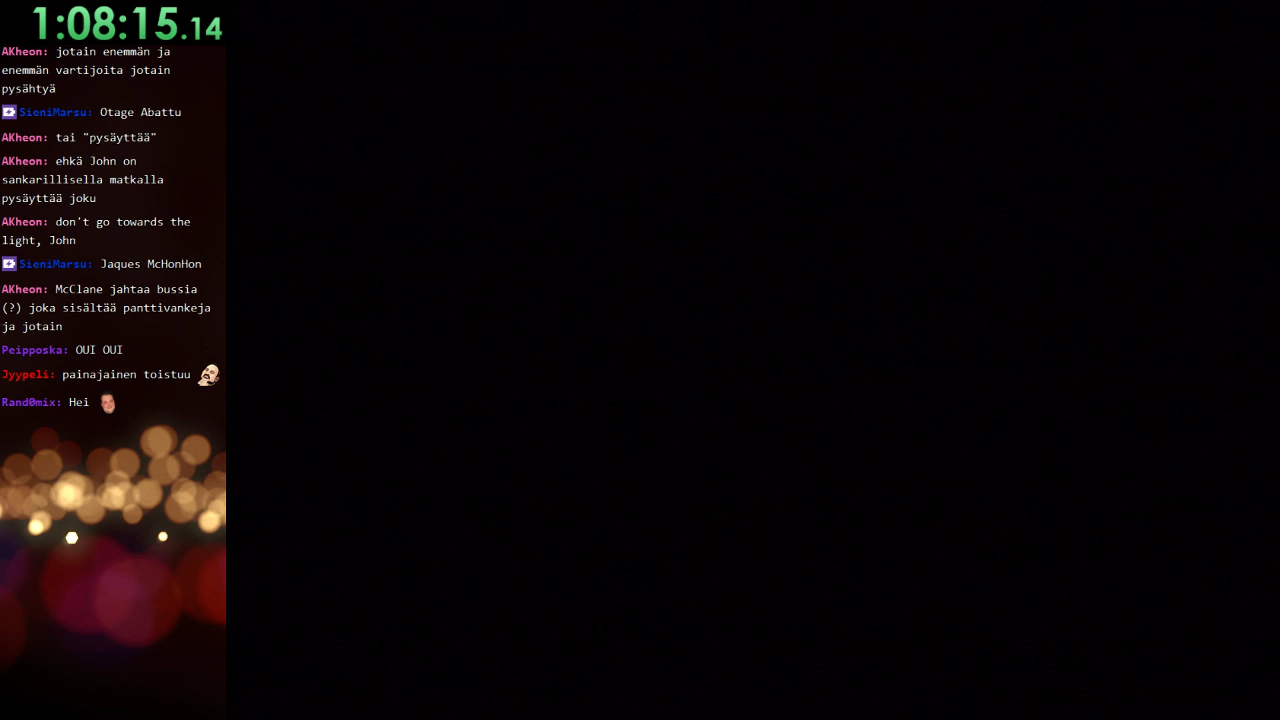 1:08:15.14
AKheon: jotain enemmän ja
enemmän vartijoita jotain
pysähtyä
SieniMarsu: Otage Abattu
AKheon: tai "pysäyttää"
AKheon: ehkä John on
sankarillisella matkalla
pysäyttää joku
AKheon: don't go towards the
light, John
SieniMarsu: Jaques McHonHon
AKheon: McClane jahtaa bussia
(?) joka sisältää panttivankeja
ja jotain
Peipposka: OUI OUI
Jyypeli: painajainen toistuu
Rand0mix: Hei